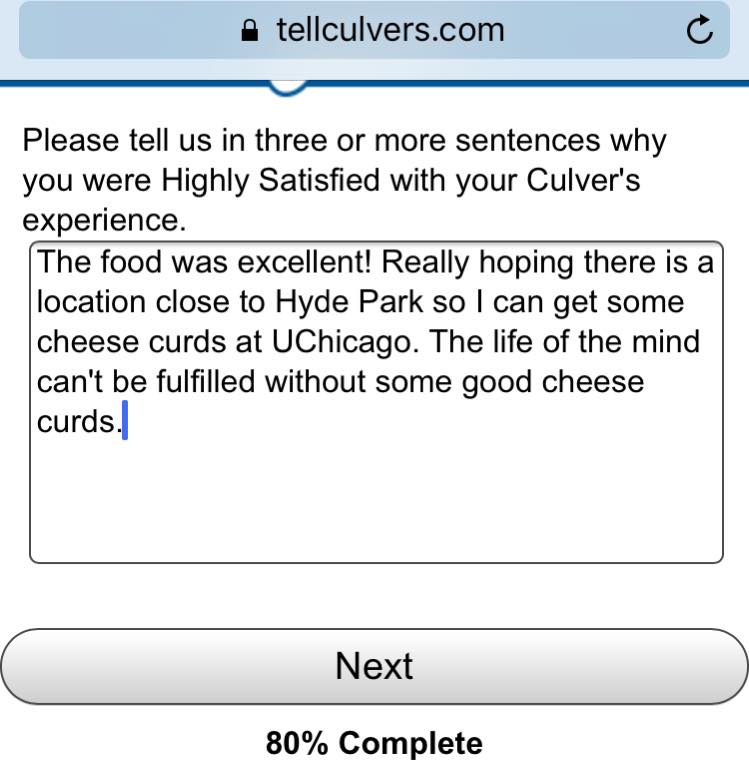 tellculvers.com
Please tell us in three or more sentences why
you were Highly Satisfied with your Culver's
experience.
The food was excellent! Really hoping there is a
location close to Hyde Park so I can get some
cheese curds at UChicago. The life of the mind
can't be fulfilled without some good cheese
curds.
Next
80% Complete